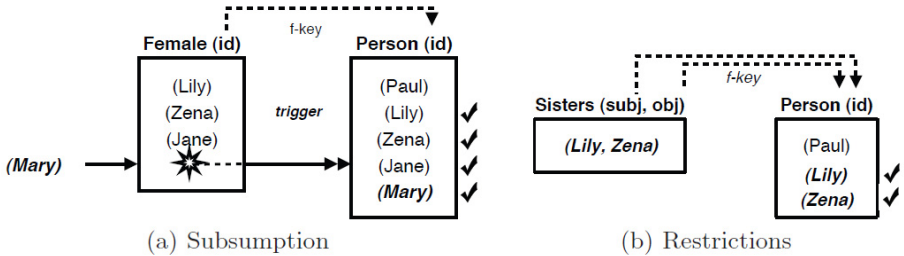 f-key
Female (id)
Person (id)
(Lily)
(Zena)
(Jane)
(Mary)
trigger
(Paul)
(Lily)
(Zena)
(Jane)
(Mary)
(a) Subsumption
f-key
Sisters (subj, obj)
Person (id)
(Lily, Zena)
(Paul)
(Lily)
(Zena)
(b) Restrictions